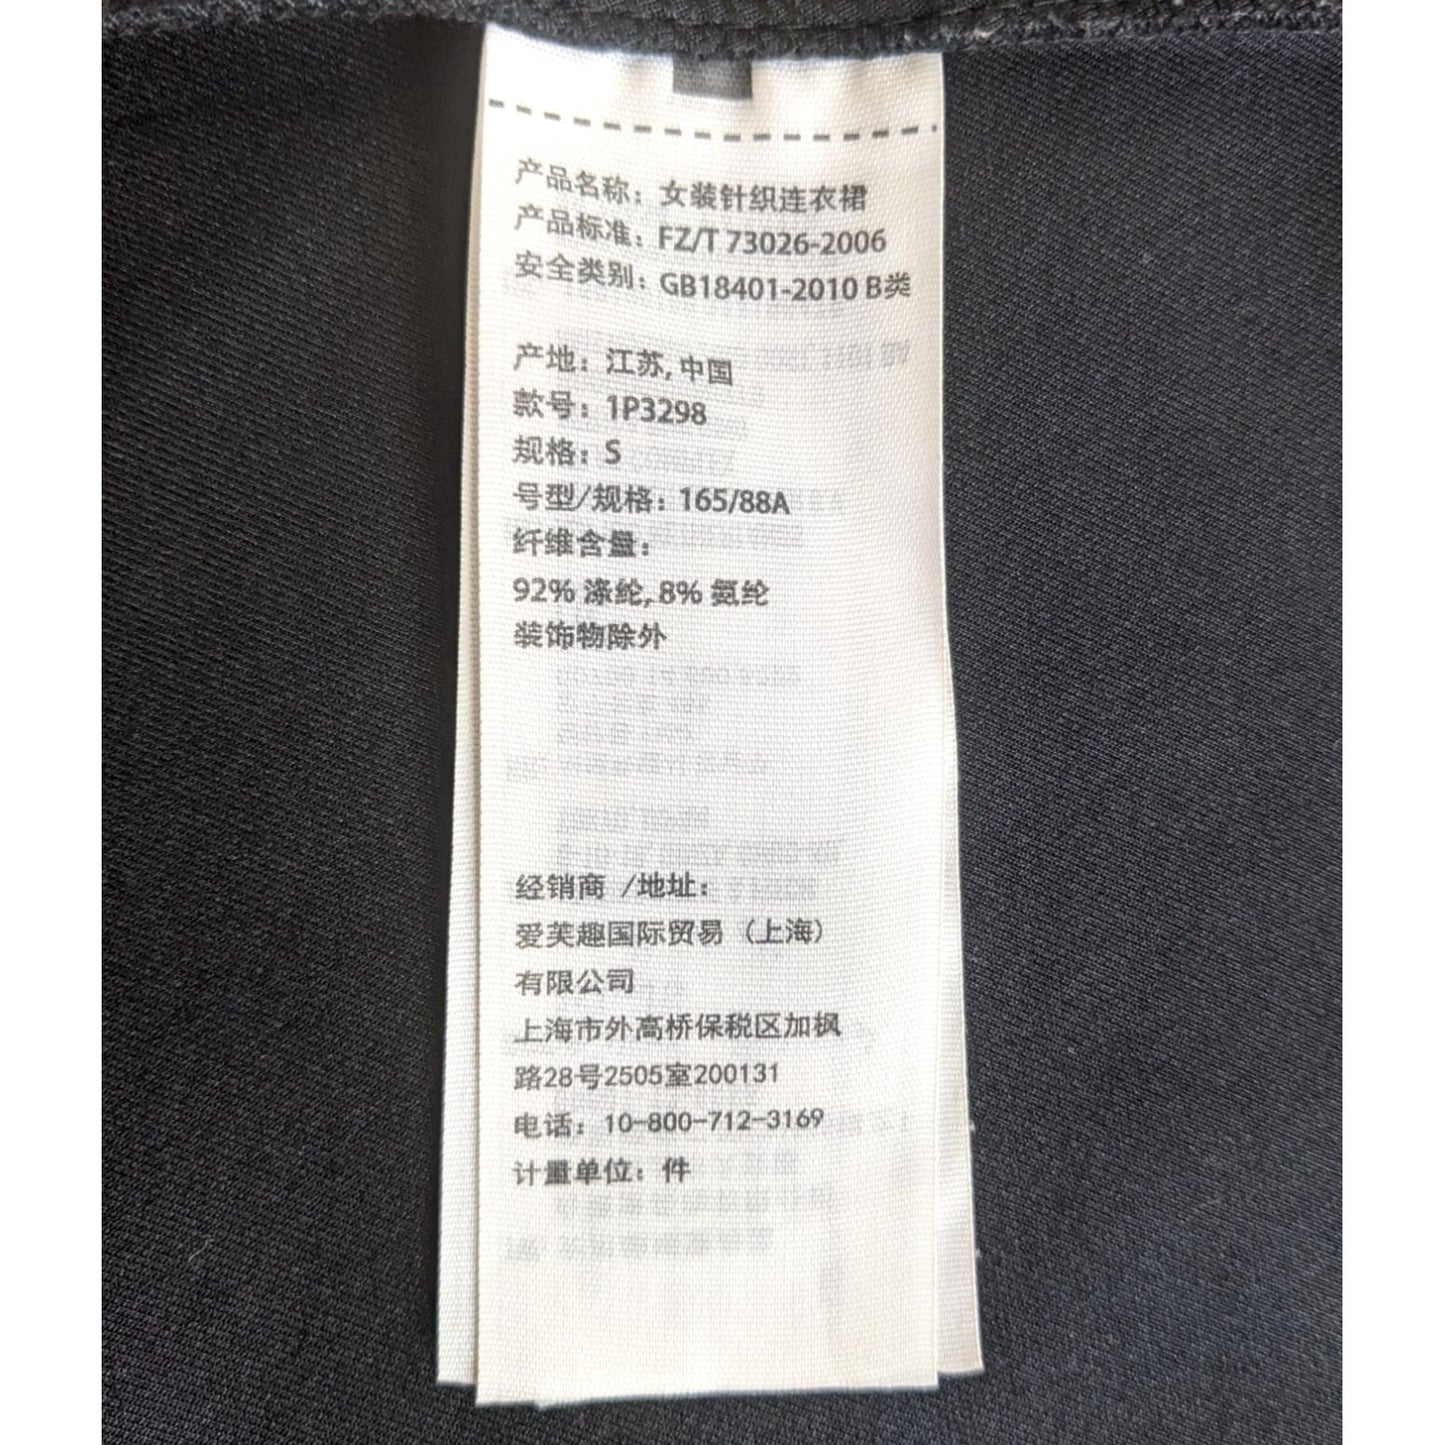 产品名称：女装针织连衣裙
产品标准：FZ/T 73026-2006
安全类别：GB18401-2010 B类
产地：江苏, 中国
款号：1P3298
规格：S
号型/规格：165/88A
纤维含量：
92% 涤纶, 8% 氨纶
装饰物除外
经销商 /地址：
爱芙趣国际贸易（上海）
有限公司
上海市外高桥保税区加枫
路28号2505室200131
电话：10-800-712-3169
计量单位：件